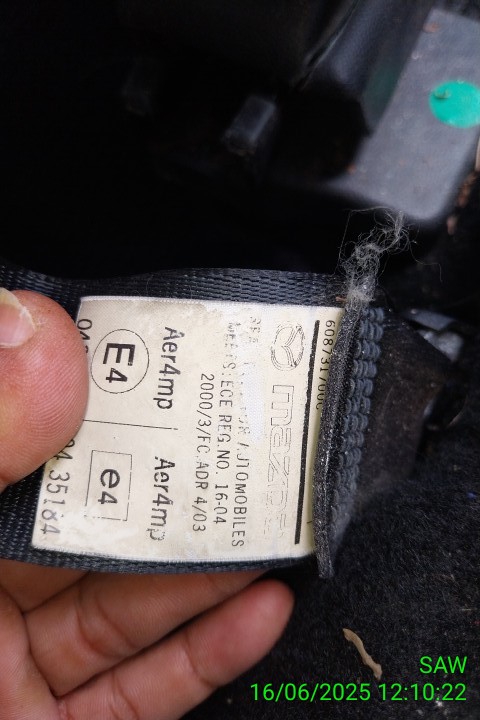 mazda
AUTOMOBILES
MEETS ECE REG.NO. 16-04
2000/3/EC.ADR 4/03
Aer4mp Aer4mp
E4 e4
35184
SAW
16/06/2025 12:10:22